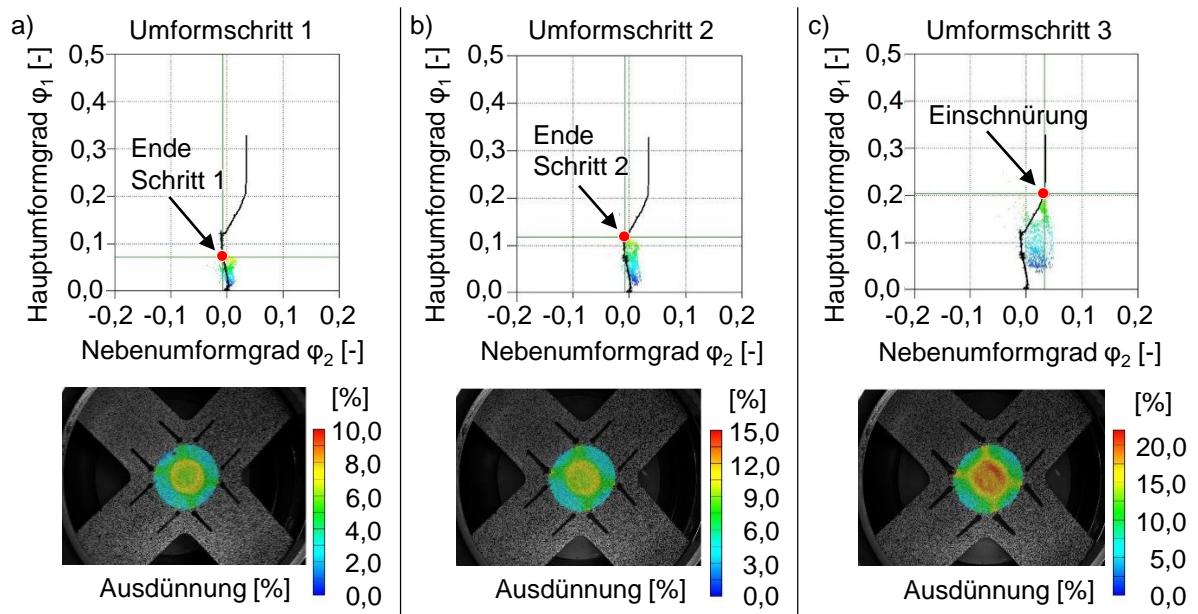 a)
Umformschritt 1
Hauptumformgrad φ1 [-]
0,5
0,4
0,3
0,2
0,1
0,0
Ende
Schritt 1
-0,2 -0,1 0,0 0,1 0,2
Nebenumformgrad φ2 [-]
[%]
10,0
8,0
6,0
4,0
2,0
0,0
Ausdünnung [%]
b)
Umformschritt 2
Hauptumformgrad φ1 [-]
0,5
0,4
0,3
0,2
0,1
0,0
Ende
Schritt 2
-0,2 -0,1 0,0 0,1 0,2
Nebenumformgrad φ2 [-]
[%]
15,0
12,0
9,0
6,0
3,0
0,0
Ausdünnung [%]
c)
Umformschritt 3
Hauptumformgrad φ1 [-]
0,5
0,4
0,3
0,2
0,1
0,0
Einschnürung
-0,2 -0,1 0,0 0,1 0,2
Nebenumformgrad φ2 [-]
[%]
20,0
15,0
10,0
5,0
0,0
Ausdünnung [%]